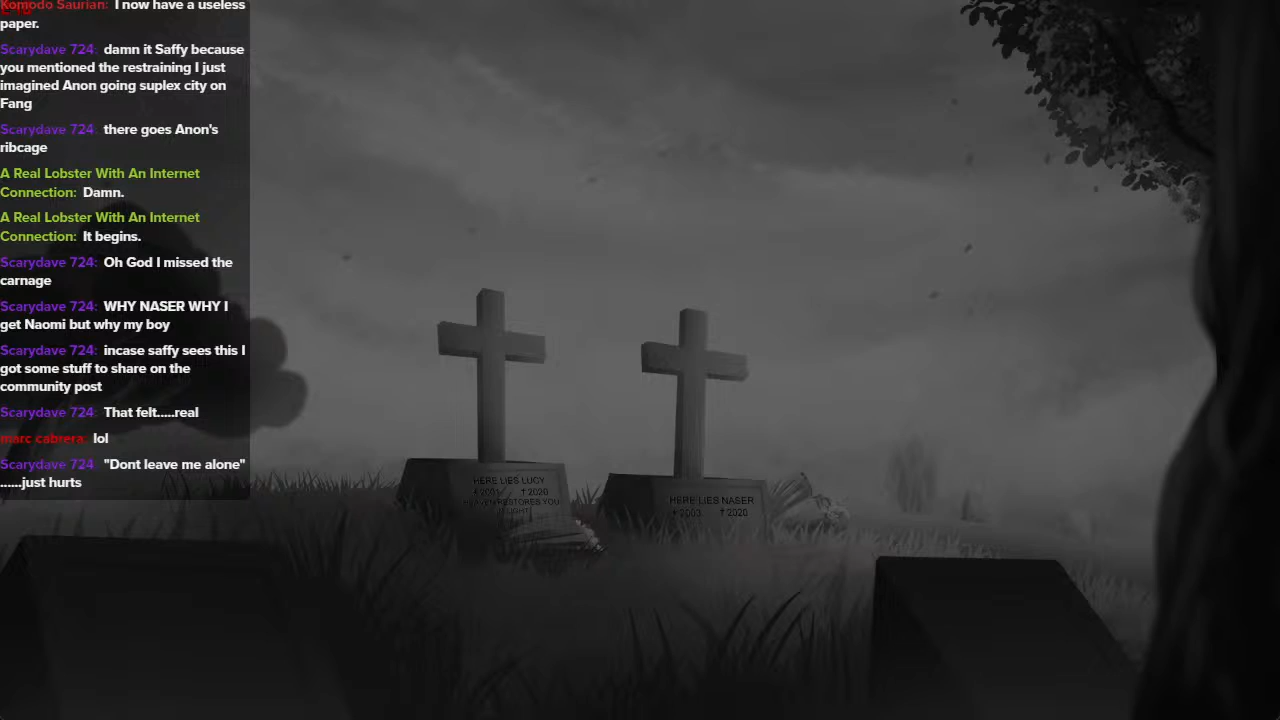 Komodo Saurian: I now have a useless
paper.
Scarydave 724: damn it Saffy because
you mentioned the restraining I just
imagined Anon going suplex city on
Fang
Scarydave 724: there goes Anon's
ribcage
A Real Lobster With An Internet
Connection: Damn.
A Real Lobster With An Internet
Connection: It begins.
Scarydave 724: Oh God I missed the
carnage
Scarydave 724: WHY NASER WHY I
get Naomi but why my boy
Scarydave 724: incase saffy sees this I
got some stuff to share on the
community post
Scarydave 724: That felt.....real
marc cabrera: lol
Scarydave 724: "Dont leave me alone"
......just hurts
HERE LIES LUCY
✝2001 ✝2020
HEAVEN RESTORES YOU
HERE LIES NASER
✝2003 ✝2020